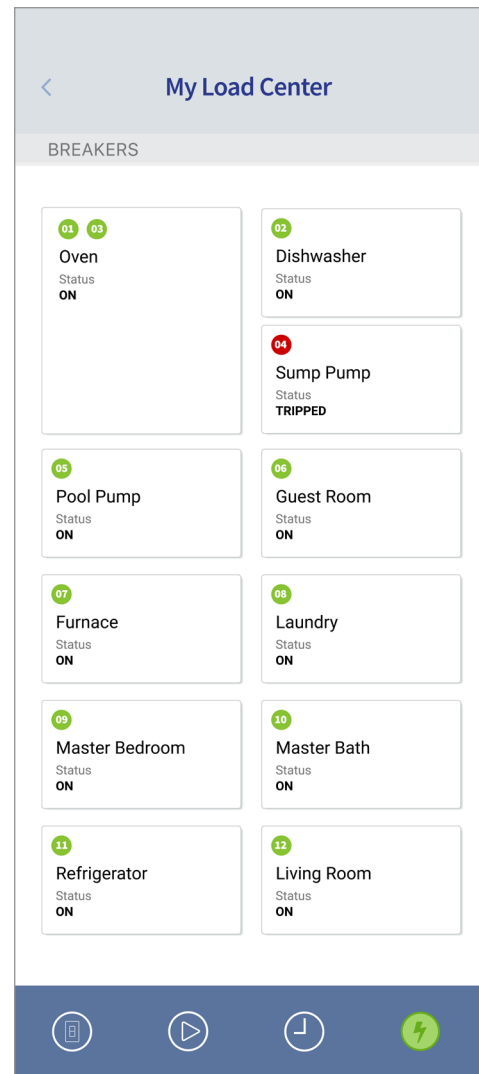 My Load Center
BREAKERS
01 03
Oven
Status
ON
02
Dishwasher
Status
ON
04
Sump Pump
Status
TRIPPED
05
Pool Pump
Status
ON
06
Guest Room
Status
ON
07
Furnace
Status
ON
08
Laundry
Status
ON
09
Master Bedroom
Status
ON
10
Master Bath
Status
ON
11
Refrigerator
Status
ON
12
Living Room
Status
ON